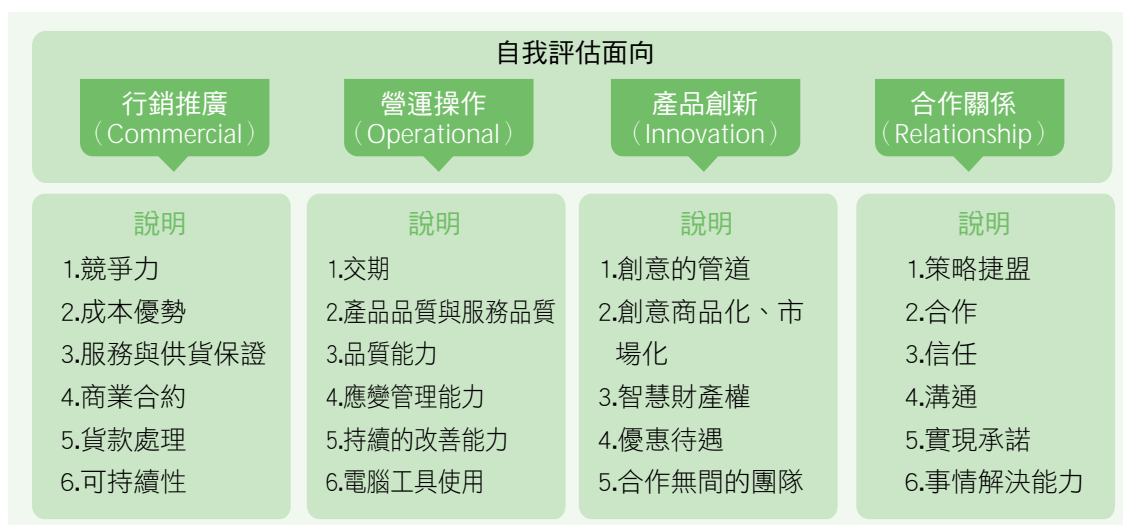 自我評估面向
行銷推廣
（Commercial）
營運操作
（Operational）
產品創新
（Innovation）
合作關係
（Relationship）
說明
1.競爭力
2.成本優勢
3.服務與供貨保證
4.商業合約
5.貨款處理
6.可持續性
說明
1.交期
2.產品品質與服務品質
3.品質能力
4.應變管理能力
5.持續的改善能力
6.電腦工具使用
說明
1.創意的管道
2.創意商品化、市
場化
3.智慧財產權
4.優惠待遇
5.合作無間的團隊
說明
1.策略捷盟
2.合作
3.信任
4.溝通
5.實現承諾
6.事情解決能力